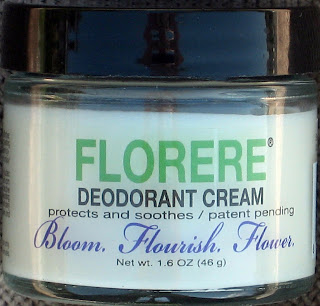 FLORERE®
DEODORANT CREAM
protects and soothes / patent pending
Bloom. Flourish. Flower.
Net wt. 1.6 OZ (46 g)